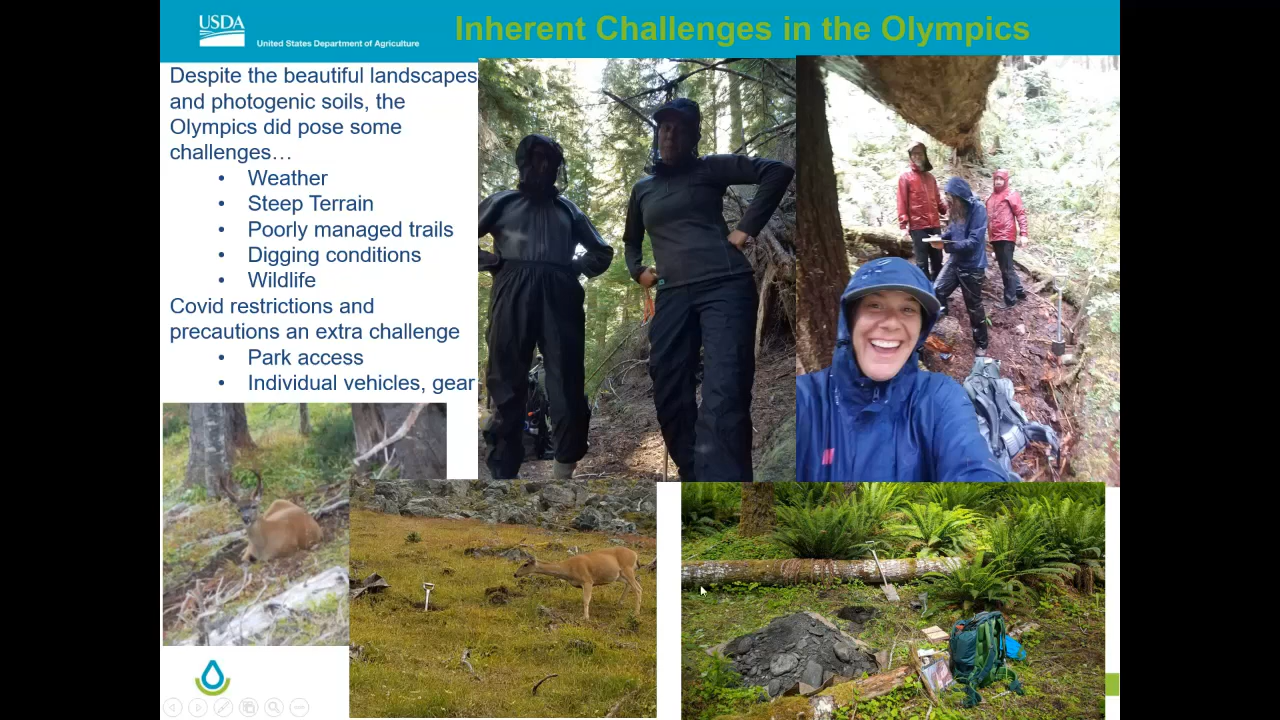 USDA
United States Department of Agriculture
Inherent Challenges in the Olympics
Despite the beautiful landscapes
and photogenic soils, the
Olympics did pose some
challenges…
• Weather
• Steep Terrain
• Poorly managed trails
• Digging conditions
• Wildlife
Covid restrictions and
precautions an extra challenge
• Park access
• Individual vehicles, gear